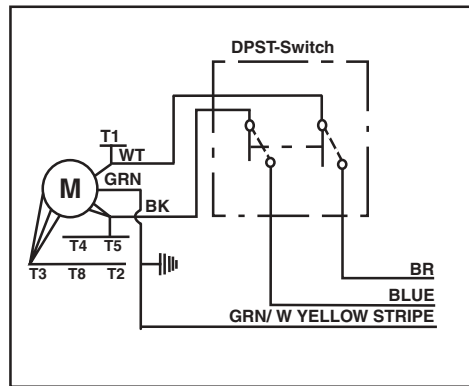 DPST-Switch
T1
WT
GRN
M
BK
T4 T5
T3 T8 T2
BR
BLUE
GRN/ W YELLOW STRIPE